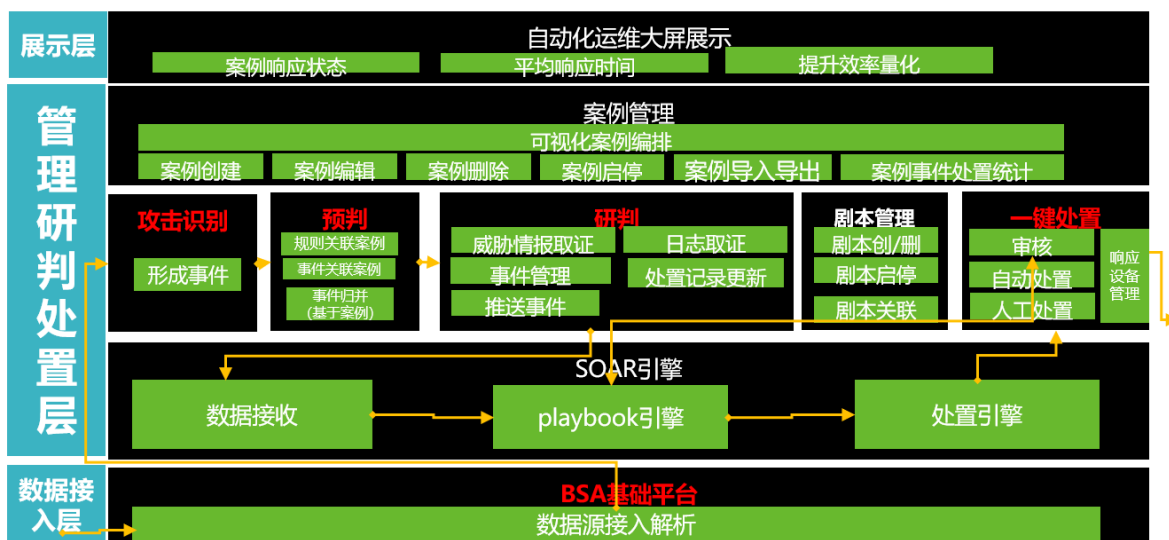 展示层
自动化运维大屏展示
案例响应状态
平均响应时间
提升效率量化
管理研判处置层
案例管理
可视化案例编排
案例创建
案例编辑
案例删除
案例启停
案例导入导出
案例事件处置统计
攻击识别
形成事件
预判
规则关联案例
事件关联案例
事件归并
(基于案例)
研判
威胁情报取证
日志取证
事件管理
处置记录更新
推送事件
剧本管理
剧本创/删
剧本启停
剧本关联
一键处置
审核
自动处置
人工处置
响应
设备
管理
SOAR引擎
数据接收
playbook引擎
处置引擎
数据接
入层
BSA基础平台
数据源接入解析